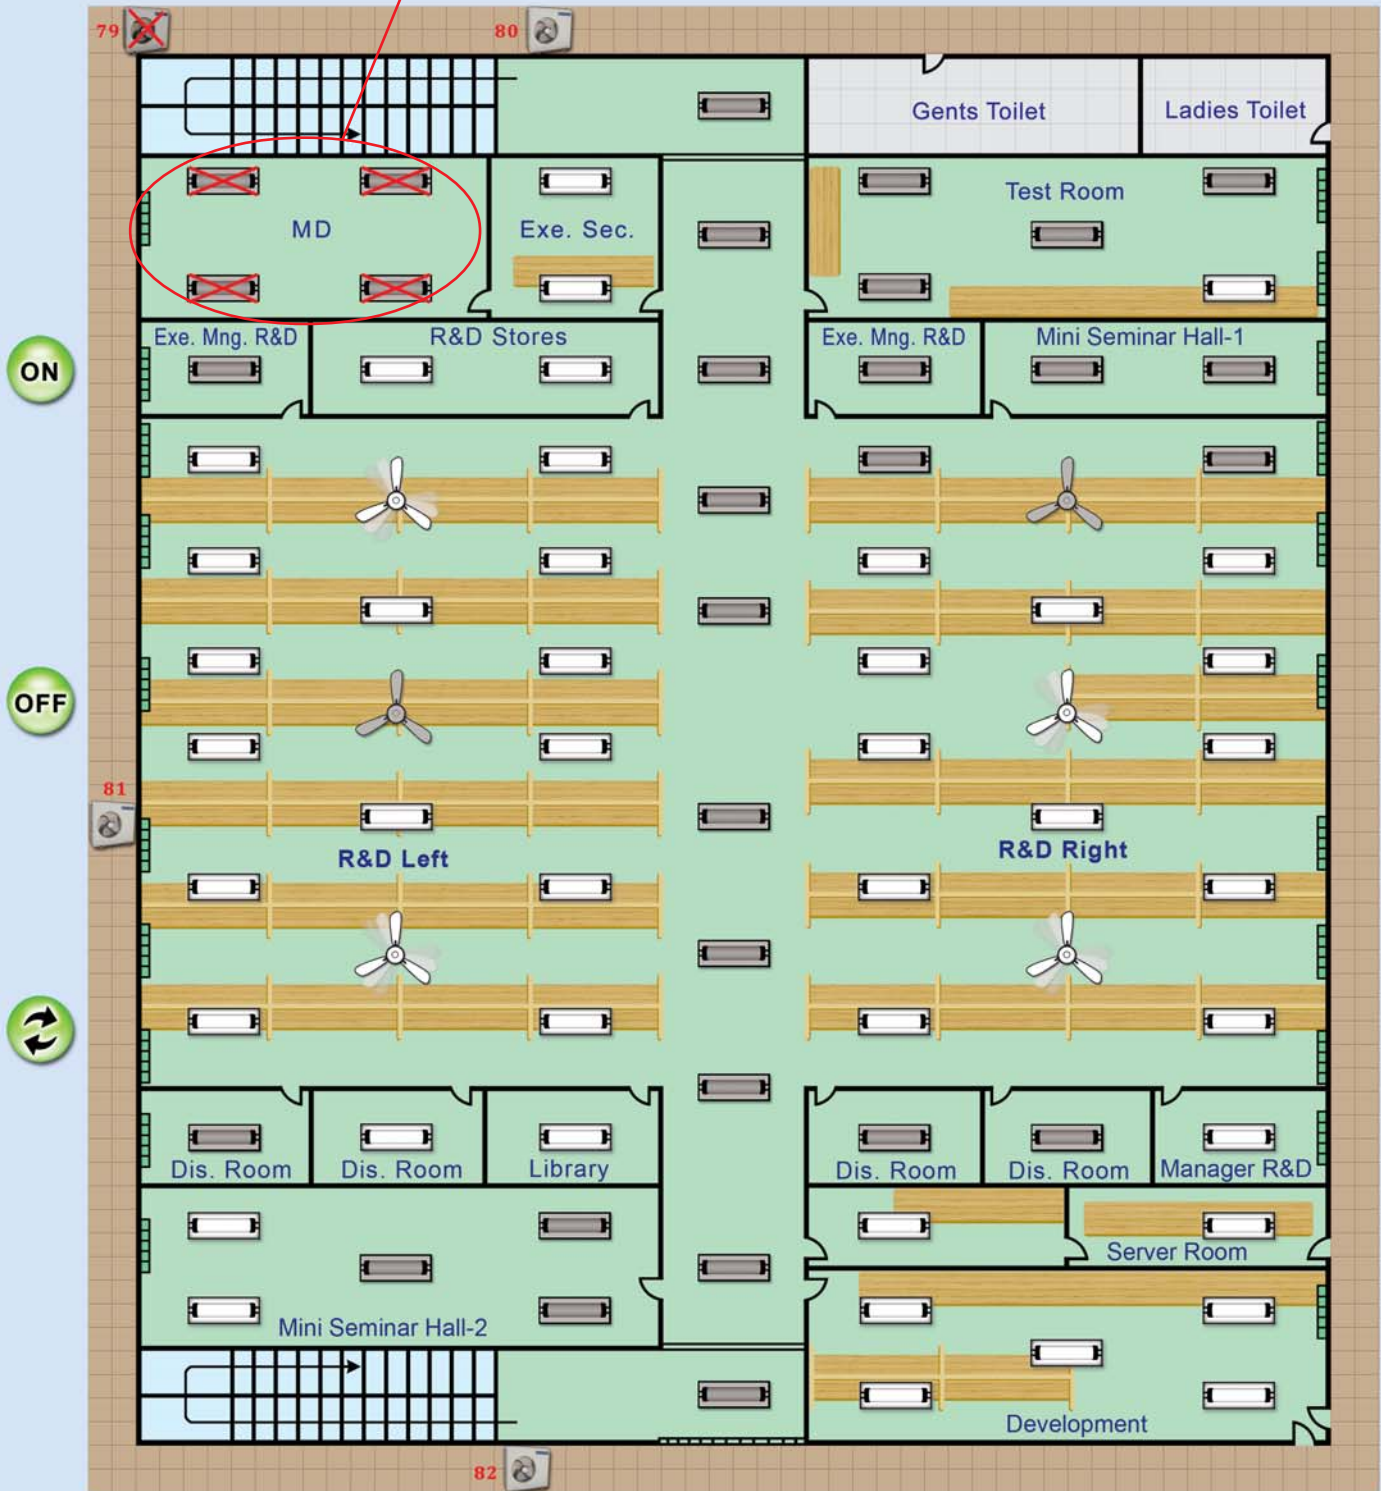 79
80
Gents Toilet
Ladies Toilet
MD
Exe. Sec.
Test Room
Exe. Mng. R&D
R&D Stores
Exe. Mng. R&D
Mini Seminar Hall-1
ON
OFF
81
R&D Left
R&D Right
Dis. Room
Dis. Room
Library
Dis. Room
Dis. Room
Manager R&D
Server Room
Mini Seminar Hall-2
Development
82